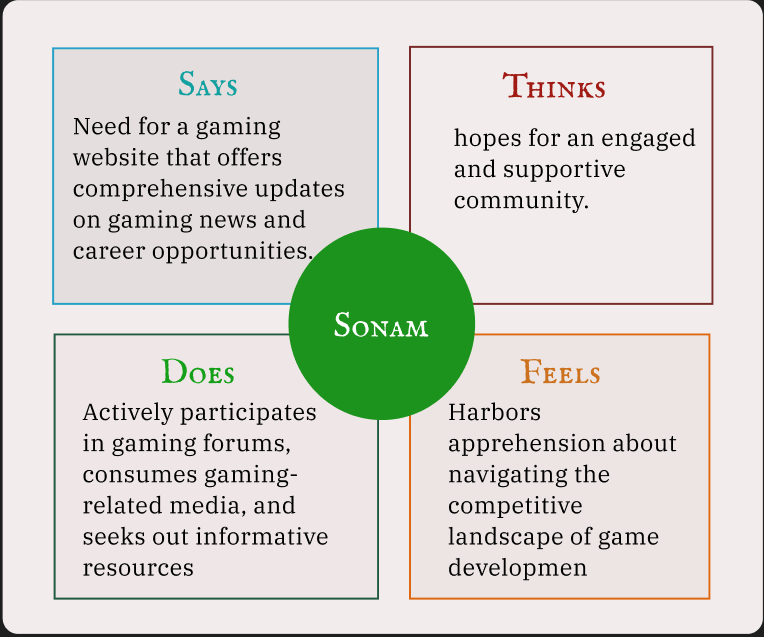 Says
Need for a gaming
website that offers
comprehensive updates
on gaming news and
career opportunities.
Thinks
hopes for an engaged
and supportive
community.
Sonam
Does
Actively participates
in gaming forums,
consumes gaming-
related media, and
seeks out informative
resources
Feels
Harbors
apprehension about
navigating the
competitive
landscape of game
developmen